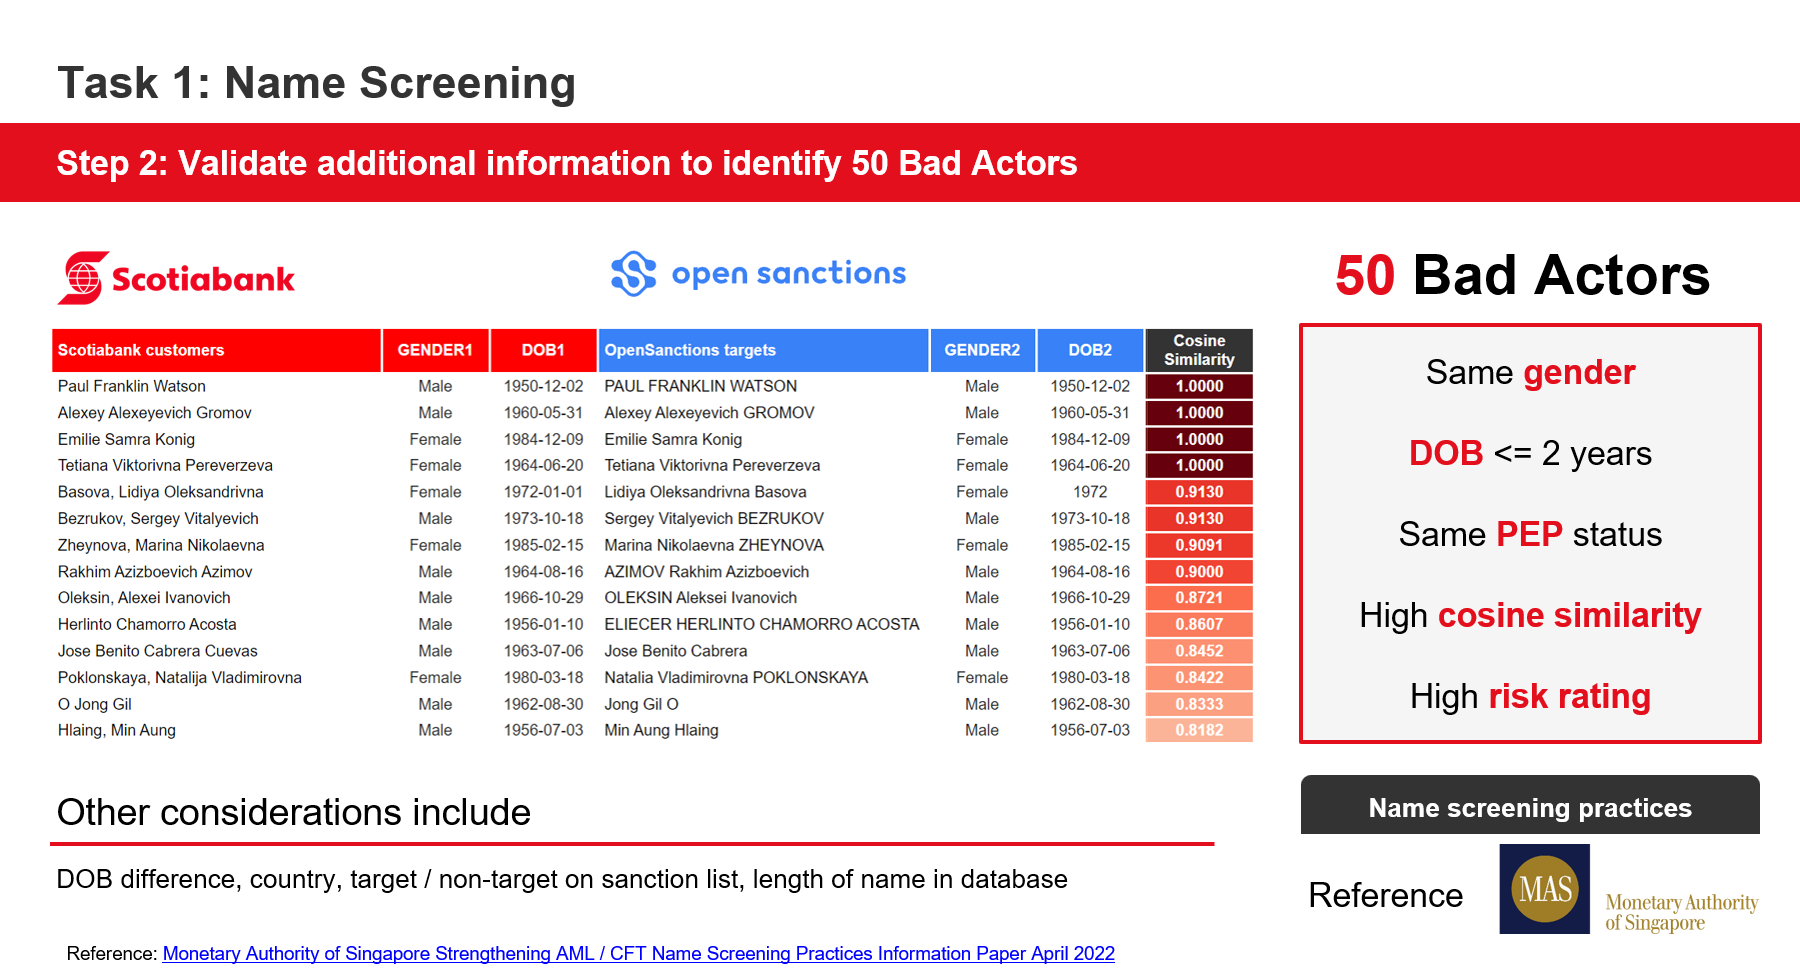 Task 1: Name Screening
Step 2: Validate additional information to identify 50 Bad Actors
Scotiabank
open sanctions
Scotiabank customers GENDER1 DOB1 OpenSanctions targets GENDER2 DOB2 Cosine Similarity
Paul Franklin Watson Male 1950-12-02 PAUL FRANKLIN WATSON Male 1950-12-02 1.0000
Alexey Alexeyevich Gromov Male 1960-05-31 Alexey Alexeyevich GROMOV Male 1960-05-31 1.0000
Emilie Samra Konig Female 1984-12-09 Emilie Samra Konig Female 1984-12-09 1.0000
Tetiana Viktorivna Pereverzeva Female 1964-06-20 Tetiana Viktorivna Pereverzeva Female 1964-06-20 1.0000
Basova, Lidiya Oleksandrivna Female 1972-01-01 Lidiya Oleksandrivna Basova Female 1972 0.9130
Bezrukov, Sergey Vitalyevich Male 1973-10-18 Sergey Vitalyevich BEZRUKOV Male 1973-10-18 0.9130
Zheynova, Marina Nikolaevna Female 1985-02-15 Marina Nikolaevna ZHEYNOVA Female 1985-02-15 0.9091
Rakhim Azizboevich Azimov Male 1964-08-16 AZIMOV Rakhim Azizboevich Male 1964-08-16 0.9000
Oleksin, Alexei Ivanovich Male 1966-10-29 OLEKSIN Aleksei Ivanovich Male 1966-10-29 0.8721
Herlinto Chamorro Acosta Male 1956-01-10 ELIECER HERLINTO CHAMORRO ACOSTA Male 1956-01-10 0.8607
Jose Benito Cabrera Cuevas Male 1963-07-06 Jose Benito Cabrera Male 1963-07-06 0.8452
Poklonskaya, Natalija Vladimirovna Female 1980-03-18 Natalia Vladimirovna POKLONSKAYA Female 1980-03-18 0.8422
O Jong Gil Male 1962-08-30 Jong Gil O Male 1962-08-30 0.8333
Hlaing, Min Aung Male 1956-07-03 Min Aung Hlaing Male 1956-07-03 0.8182
50 Bad Actors
Same gender
DOB <= 2 years
Same PEP status
High cosine similarity
High risk rating
Other considerations include
DOB difference, country, target / non-target on sanction list, length of name in database
Name screening practices
Reference
MAS
Monetary Authority
of Singapore
Reference: Monetary Authority of Singapore Strengthening AML / CFT Name Screening Practices Information Paper April 2022